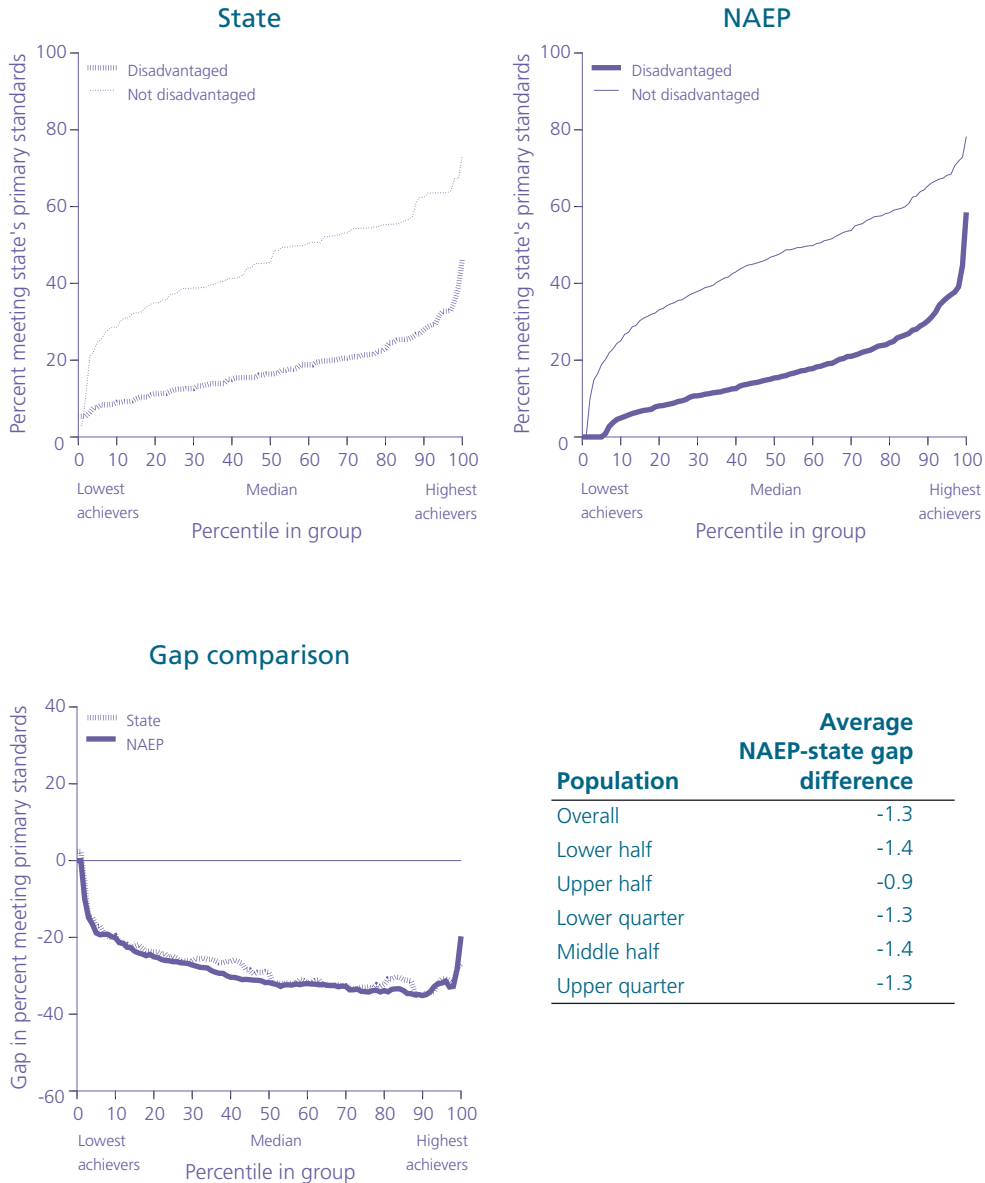 State
Percent meeting state's primary standards
100
80
60
40
20
0
Disadvantaged
Not disadvantaged
0 10 20 30 40 50 60 70 80 90 100
Lowest achievers
Median
Highest achievers
Percentile in group
NAEP
Percent meeting state's primary standards
100
80
60
40
20
0
Disadvantaged
Not disadvantaged
0 10 20 30 40 50 60 70 80 90 100
Lowest achievers
Median
Highest achievers
Percentile in group
Gap comparison
Gap in percent meeting primary standards
40
20
0
-20
-40
-60
State
NAEP
0 10 20 30 40 50 60 70 80 90 100
Lowest achievers
Median
Highest achievers
Percentile in group
Average
NAEP-state gap
Population difference
Overall -1.3
Lower half -1.4
Upper half -0.9
Lower quarter -1.3
Middle half -1.4
Upper quarter -1.3